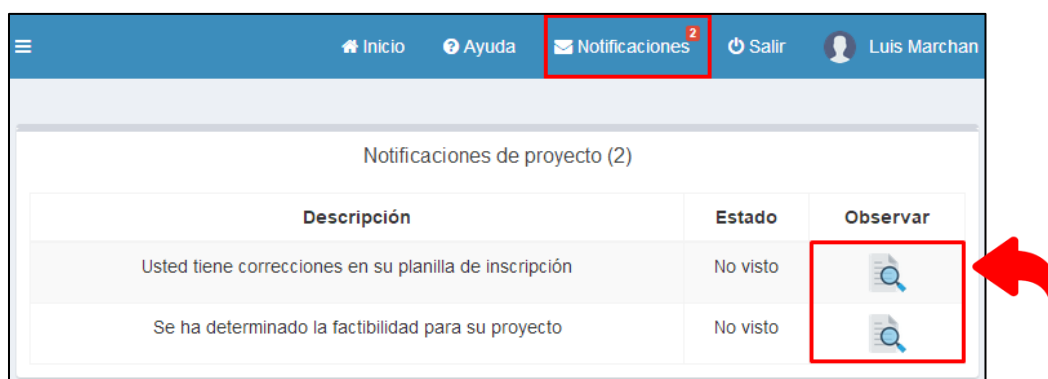 Inicio Ayuda Notificaciones 2 Salir Luis Marchan
Notificaciones de proyecto (2)
Descripción Estado Observar
Usted tiene correcciones en su planilla de inscripción No visto
Se ha determinado la factibilidad para su proyecto No visto